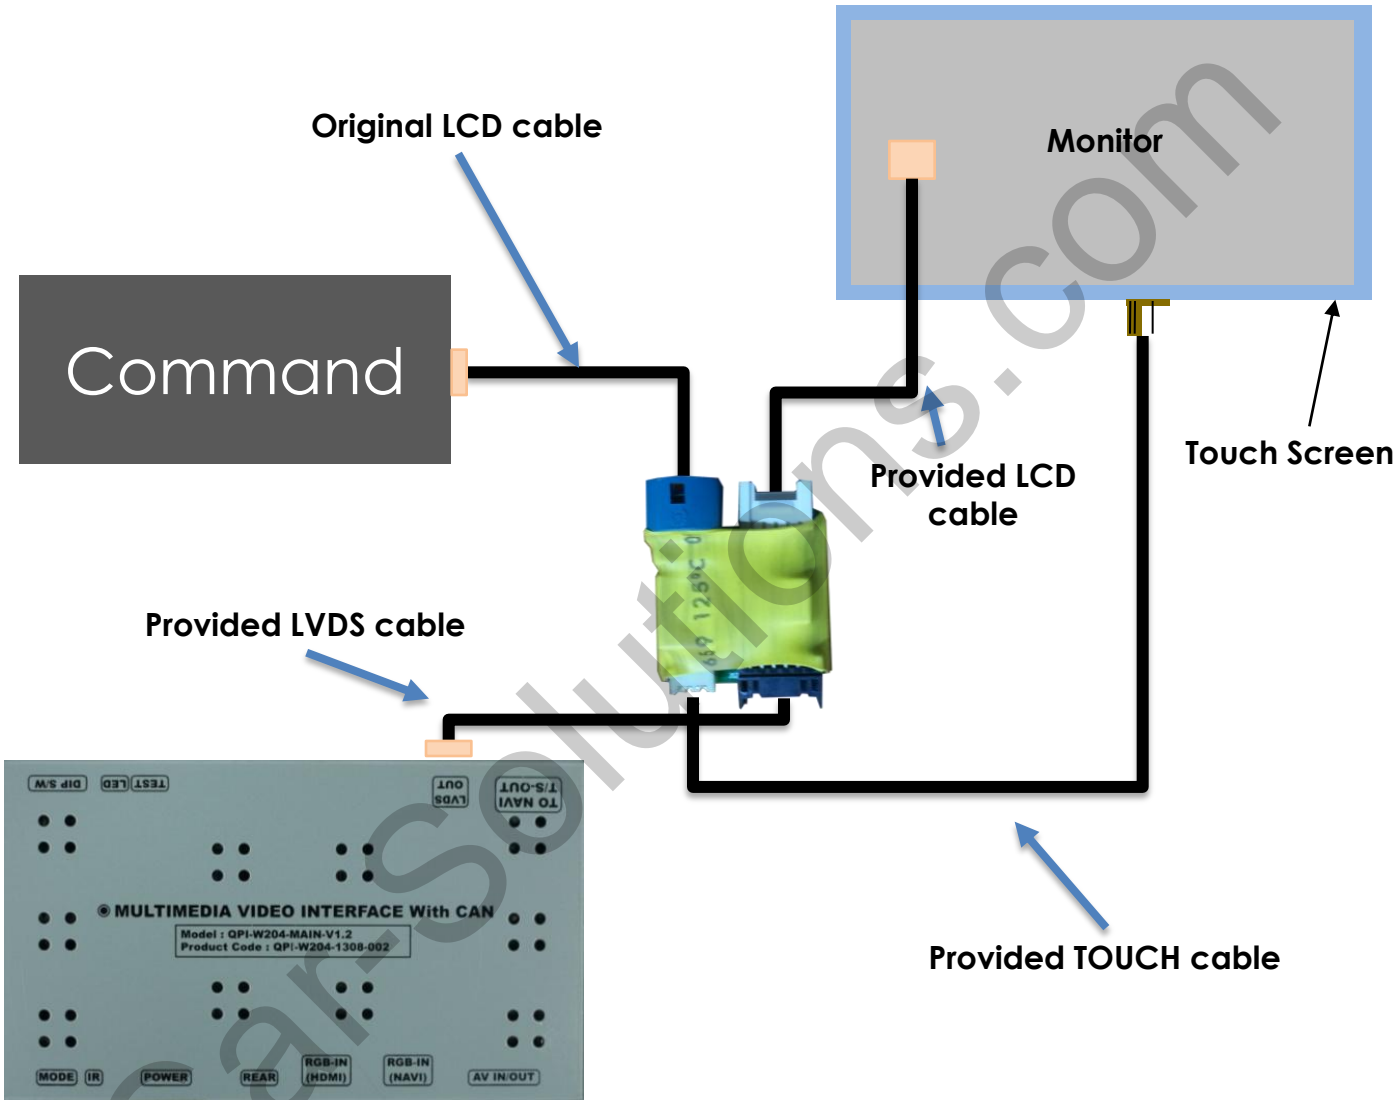 Original LCD cable
Monitor
Command
Touch Screen
Provided LCD
cable
659 125°C 0
Provided LVDS cable
DIP S/W
LED
TEST
LVDS
OUT
TO NAVI
T/S-OUT
MULTIMEDIA VIDEO INTERFACE With CAN
Model : QPI-W204-MAIN-V1.2
Product Code : QPI-W204-1308-002
Provided TOUCH cable
MODE
IR
POWER
REAR
RGB-IN
(HDMI)
RGB-IN
(NAVI)
AV IN/OUT
Car-Solutions.com